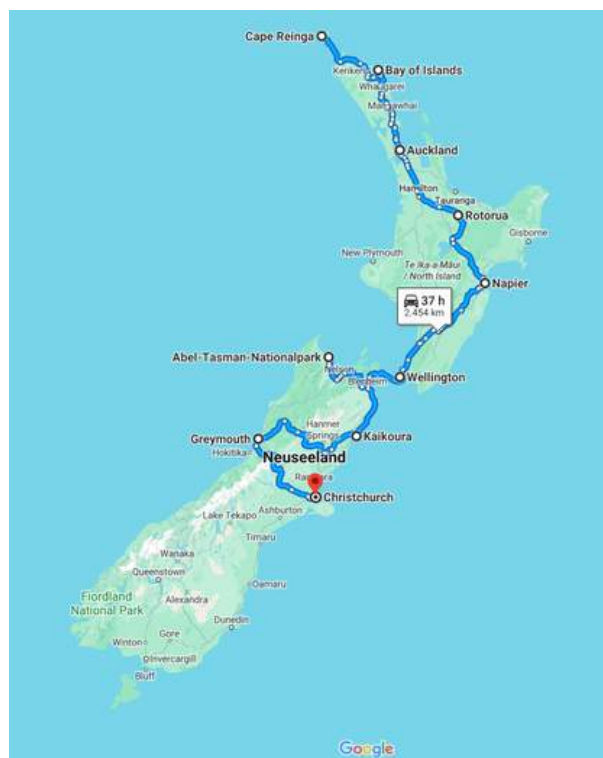 Cape Reinga
Kerikeri
Bay of Islands
Whangarei
Mangawhai
Auckland
Hamilton
Tauranga
Rotorua
Gisborne
New Plymouth
Te Ika-a-Māui
/ North Island
Napier
37 h
2.454 km
Abel-Tasman-Nationalpark
Nelson
Blenheim
Wellington
Hanmer
Springs
Kaikoura
Greymouth
Hokitika
Neuseeland
Christchurch
Ashburton
Lake Tekapo
Timaru
Wanaka
Queenstown
Oamaru
Fiordland
National Park
Alexandra
Dunedin
Gore
Winton
Invercargill
Bluff
Google